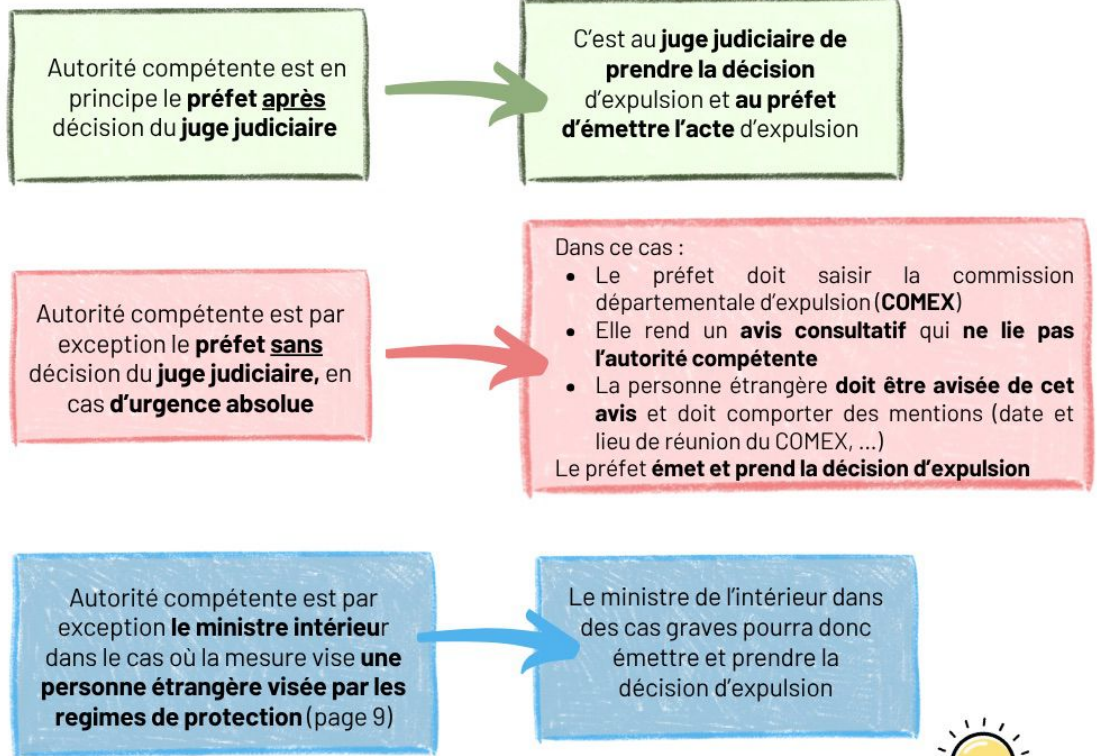 Autorité compétente est en
principe le préfet après
décision du juge judiciaire
C'est au juge judiciaire de
prendre la décision
d'expulsion et au préfet
d'émettre l'acte d'expulsion
Autorité compétente est par
exception le préfet sans
décision du juge judiciaire, en
cas d'urgence absolue
Dans ce cas :
• Le préfet doit saisir la commission
départementale d'expulsion (COMEX)
• Elle rend un avis consultatif qui ne lie pas
l'autorité compétente
• La personne étrangère doit être avisée de cet
avis et doit comporter des mentions (date et
lieu de réunion du COMEX, ...)
Le préfet émet et prend la décision d'expulsion
Autorité compétente est par
exception le ministre intérieur
dans le cas où la mesure vise une
personne étrangère visée par les
regimes de protection (page 9)
Le ministre de l'intérieur dans
des cas graves pourra donc
émettre et prendre la
décision d'expulsion